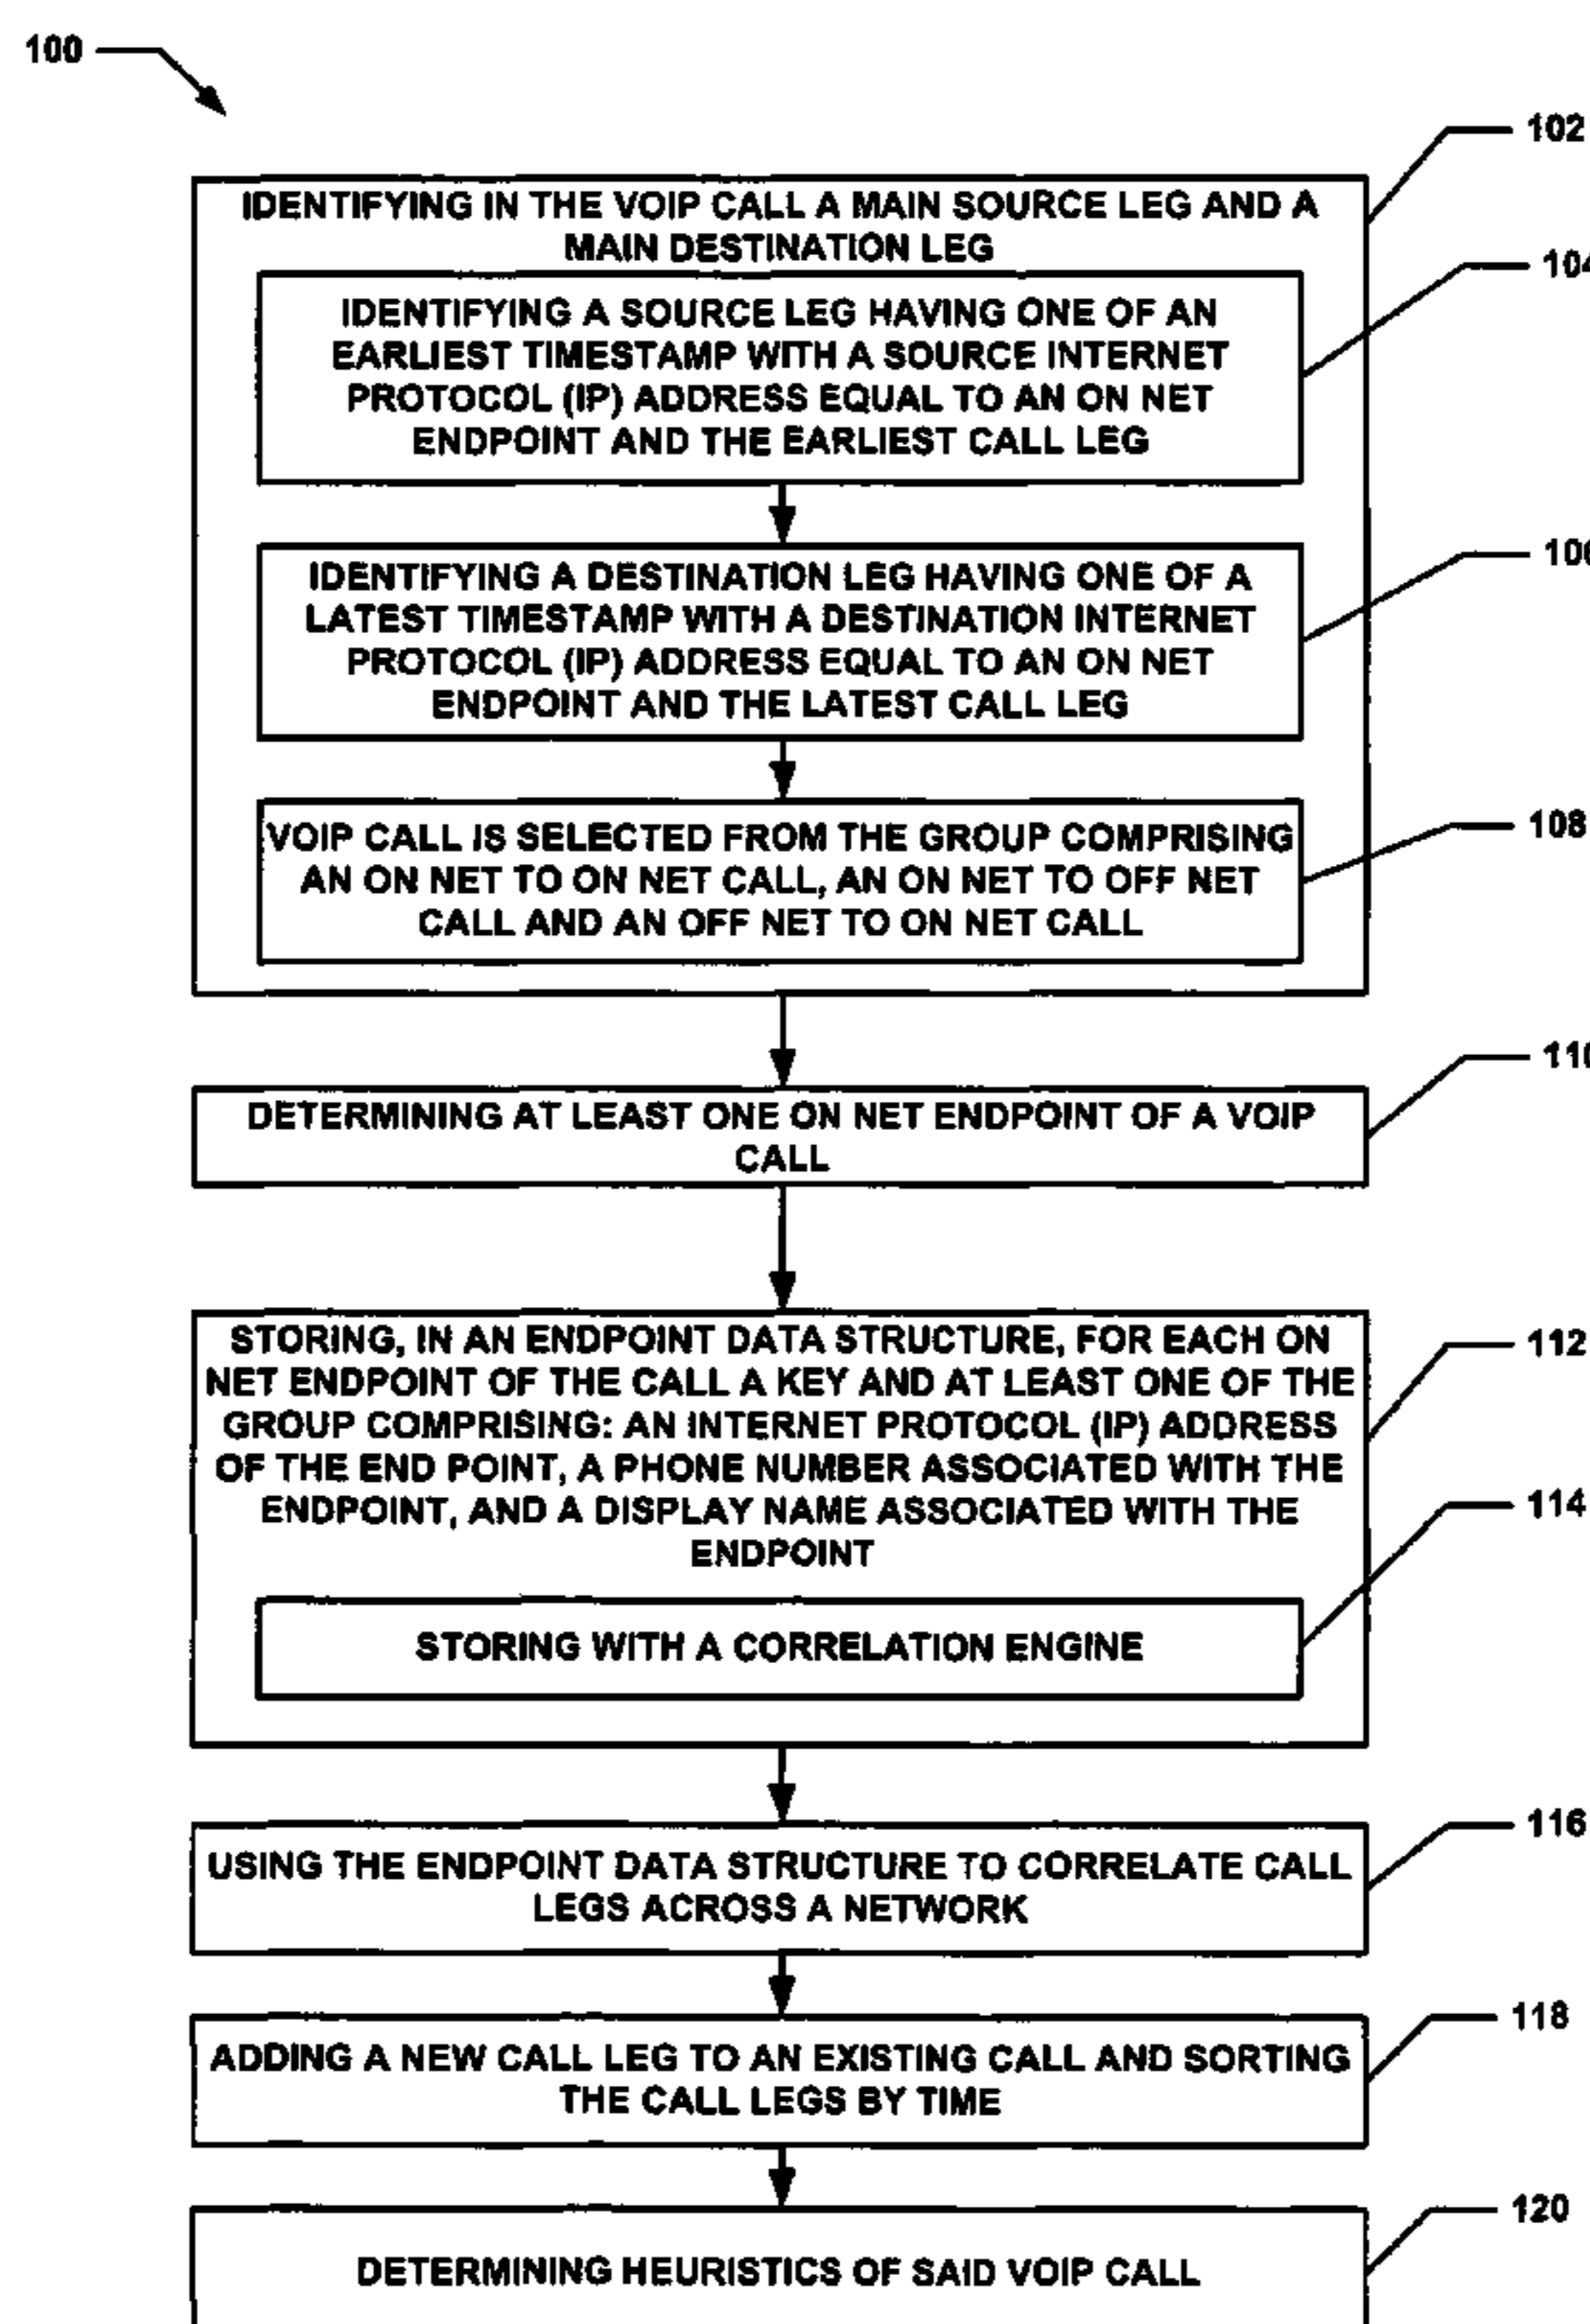 100
102
IDENTIFYING IN THE VOIP CALL A MAIN SOURCE LEG AND A
MAIN DESTINATION LEG
104
IDENTIFYING A SOURCE LEG HAVING ONE OF AN
EARLIEST TIMESTAMP WITH A SOURCE INTERNET
PROTOCOL (IP) ADDRESS EQUAL TO AN ON NET
ENDPOINT AND THE EARLIEST CALL LEG
106
IDENTIFYING A DESTINATION LEG HAVING ONE OF A
LATEST TIMESTAMP WITH A DESTINATION INTERNET
PROTOCOL (IP) ADDRESS EQUAL TO AN ON NET
ENDPOINT AND THE LATEST CALL LEG
108
VOIP CALL IS SELECTED FROM THE GROUP COMPRISING
AN ON NET TO ON NET CALL, AN ON NET TO OFF NET
CALL AND AN OFF NET TO ON NET CALL
110
DETERMINING AT LEAST ONE ON NET ENDPOINT OF A VOIP
CALL
112
STORING, IN AN ENDPOINT DATA STRUCTURE, FOR EACH ON
NET ENDPOINT OF THE CALL A KEY AND AT LEAST ONE OF THE
GROUP COMPRISING: AN INTERNET PROTOCOL (IP) ADDRESS
OF THE END POINT, A PHONE NUMBER ASSOCIATED WITH THE
ENDPOINT, AND A DISPLAY NAME ASSOCIATED WITH THE
ENDPOINT
114
STORING WITH A CORRELATION ENGINE
116
USING THE ENDPOINT DATA STRUCTURE TO CORRELATE CALL
LEGS ACROSS A NETWORK
118
ADDING A NEW CALL LEG TO AN EXISTING CALL AND SORTING
THE CALL LEGS BY TIME
120
DETERMINING HEURISTICS OF SAID VOIP CALL